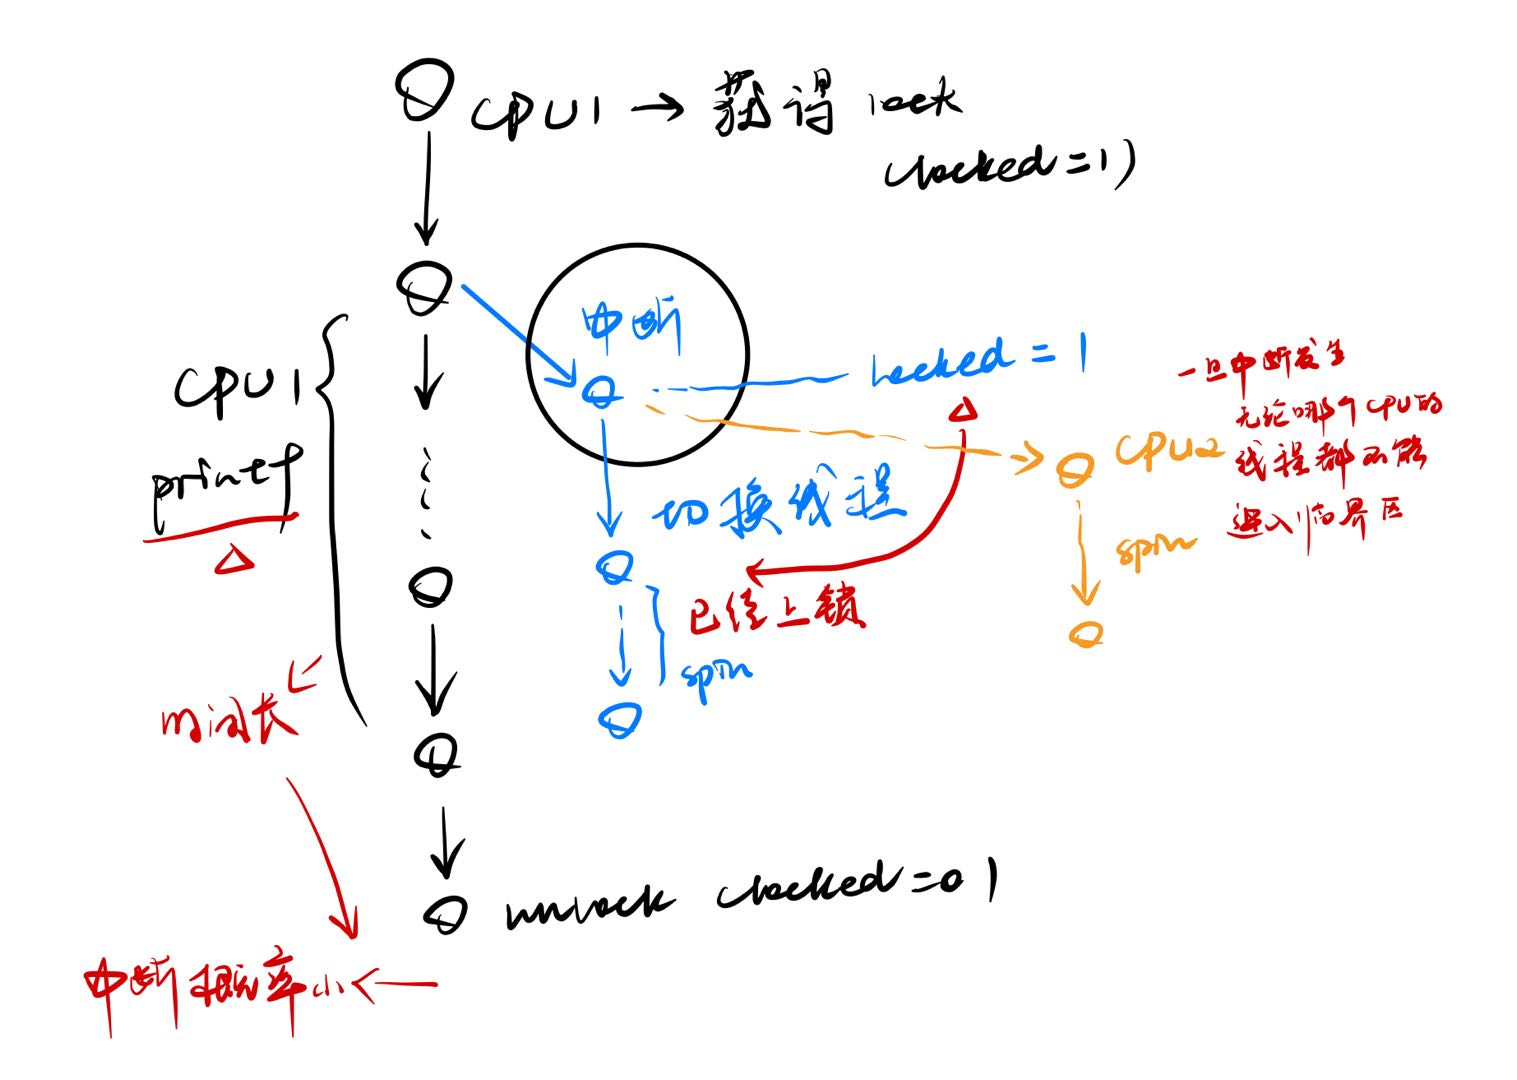 CPU1 → 获得 lock
(locked=1)
中断
locked = 1
一旦中断发生
无论哪个CPU的
线程都不能
进入临界区
CPU1
CPU2
printf
切换线程
spin
已经上锁
spin
时间长
unlock (locked=0)
中断概率小